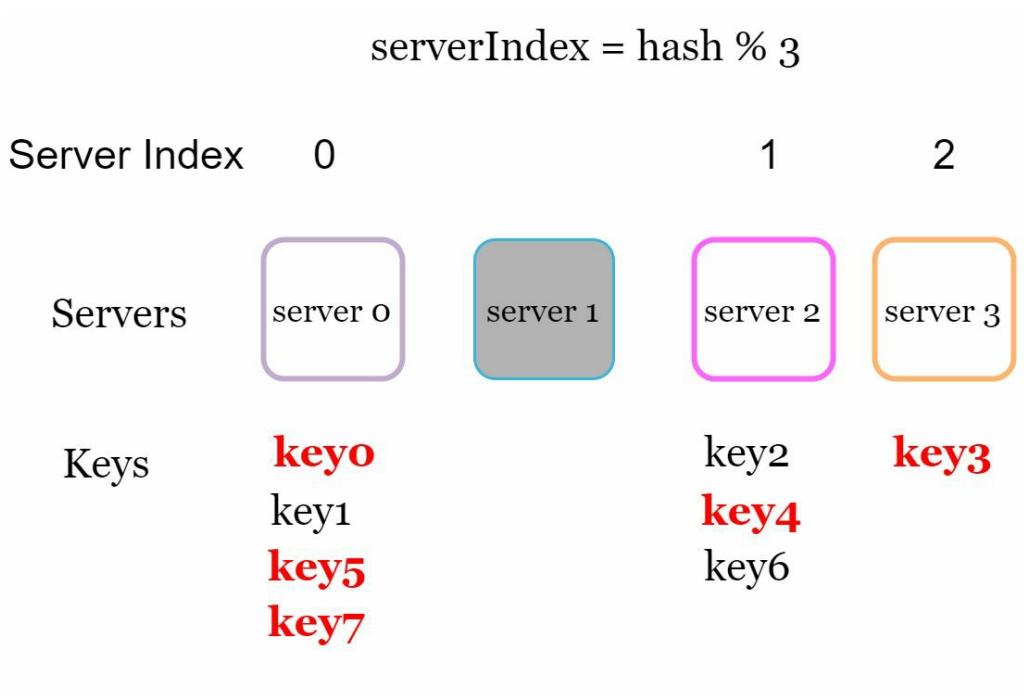 serverIndex = hash % 3
Server Index 0 1 2
Servers server 0 server 1 server 2 server 3
Keys key0 key2 key3
key1 key4
key5 key6
key7